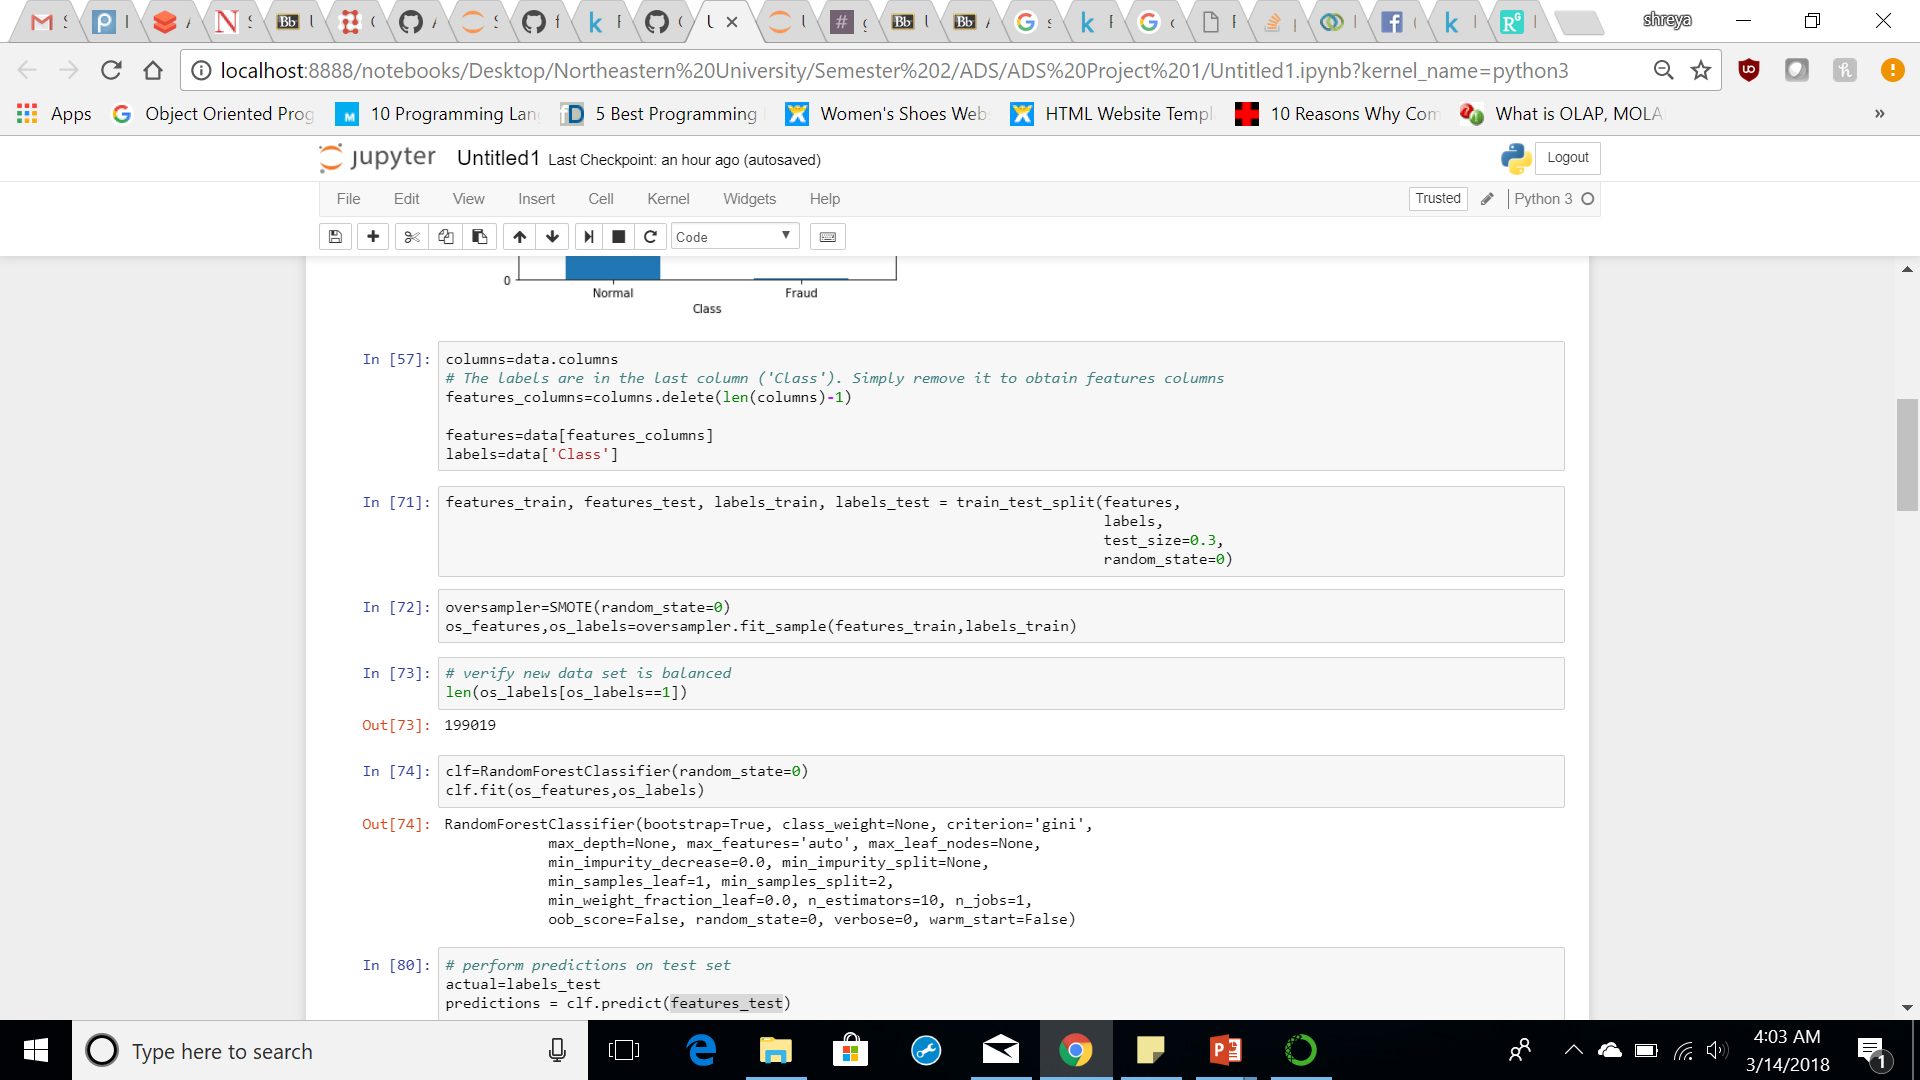 shreya
localhost:8888/notebooks/Desktop/Northeastern%20University/Semester%202/ADS/ADS%20Project%201/Untitled1.ipynb?kernel_name=python3
Apps
Object Oriented Prog
10 Programming Lan
5 Best Programming
Women's Shoes Web
HTML Website Templ
10 Reasons Why Com
What is OLAP, MOLA
»
jupyter Untitled1 Last Checkpoint: an hour ago (autosaved)
Logout
File Edit View Insert Cell Kernel Widgets Help
Trusted
Python 3
Code
0
Normal Fraud
Class
In [57]: columns=data.columns
# The labels are in the last column ('Class'). Simply remove it to obtain features columns
features_columns=columns.delete(len(columns)-1)
features=data[features_columns]
labels=data['Class']
In [71]: features_train, features_test, labels_train, labels_test = train_test_split(features,
labels,
test_size=0.3,
random_state=0)
In [72]: oversampler=SMOTE(random_state=0)
os_features,os_labels=oversampler.fit_sample(features_train,labels_train)
In [73]: # verify new data set is balanced
len(os_labels[os_labels==1])
Out[73]: 199019
In [74]: clf=RandomForestClassifier(random_state=0)
clf.fit(os_features,os_labels)
Out[74]: RandomForestClassifier(bootstrap=True, class_weight=None, criterion='gini',
max_depth=None, max_features='auto', max_leaf_nodes=None,
min_impurity_decrease=0.0, min_impurity_split=None,
min_samples_leaf=1, min_samples_split=2,
min_weight_fraction_leaf=0.0, n_estimators=10, n_jobs=1,
oob_score=False, random_state=0, verbose=0, warm_start=False)
In [80]: # perform predictions on test set
actual=labels_test
predictions = clf.predict(features_test)
Type here to search
4:03 AM
3/14/2018
1